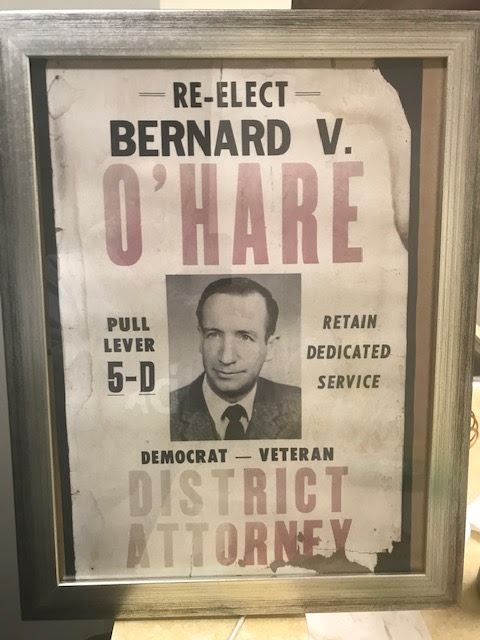 RE-ELECT
BERNARD V.
O'HARE
PULL
LEVER
5-D
RETAIN
DEDICATED
SERVICE
DEMOCRAT — VETERAN
DISTRICT
ATTORNEY